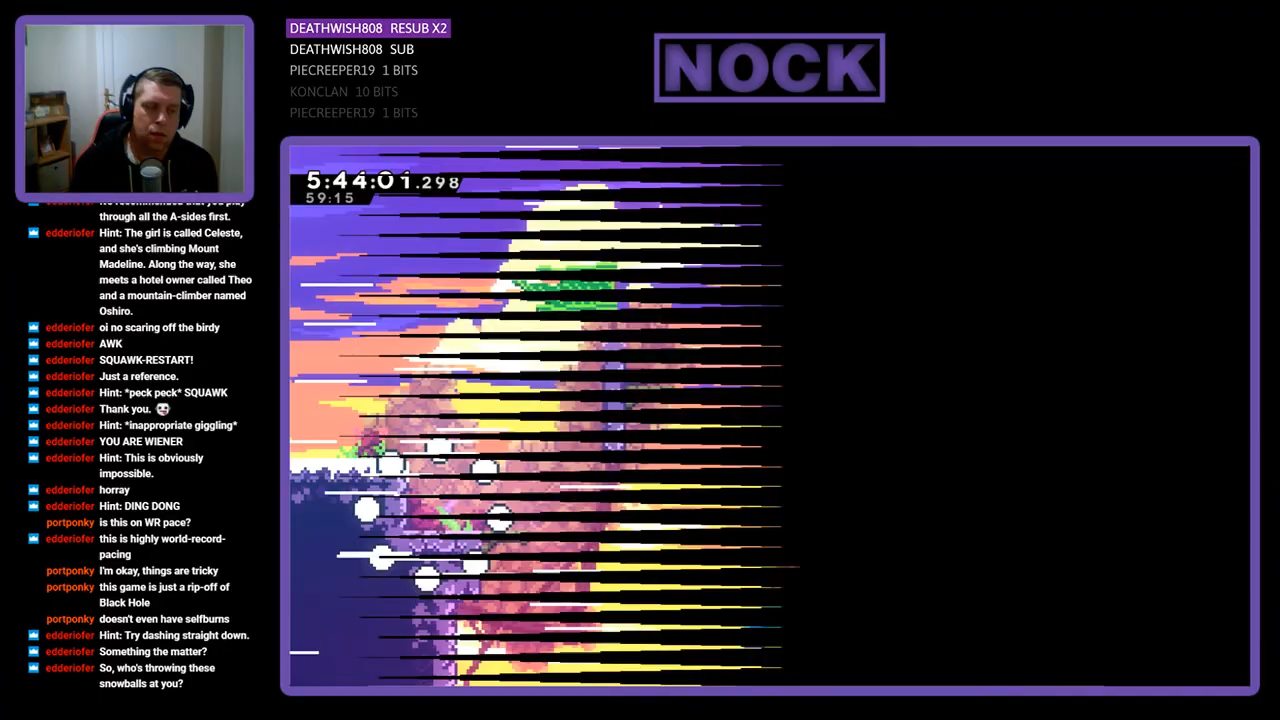 DEATHWISH808 RESUB X2
DEATHWISH808 SUB
PIECREEPER19 1 BITS
KONCLAN 10 BITS
PIECREEPER19 1 BITS
NOCK
5:44:01.298
59:15
through all the A-sides first.
edderiofer Hint: The girl is called Celeste,
and she's climbing Mount
Madeline. Along the way, she
meets a hotel owner called Theo
and a mountain-climber named
Oshiro.
edderiofer oi no scaring off the birdy
edderiofer AWK
edderiofer SQUAWK-RESTART!
edderiofer Just a reference.
edderiofer Hint: *peck peck* SQUAWK
edderiofer Thank you.
edderiofer Hint: *inappropriate giggling*
edderiofer YOU ARE WIENER
edderiofer Hint: This is obviously
impossible.
edderiofer horray
edderiofer Hint: DING DONG
portponky is this on WR pace?
edderiofer this is highly world-record-
pacing
portponky I'm okay, things are tricky
portponky this game is just a rip-off of
Black Hole
portponky doesn't even have selfburns
edderiofer Hint: Try dashing straight down.
edderiofer Something the matter?
edderiofer So, who's throwing these
snowballs at you?